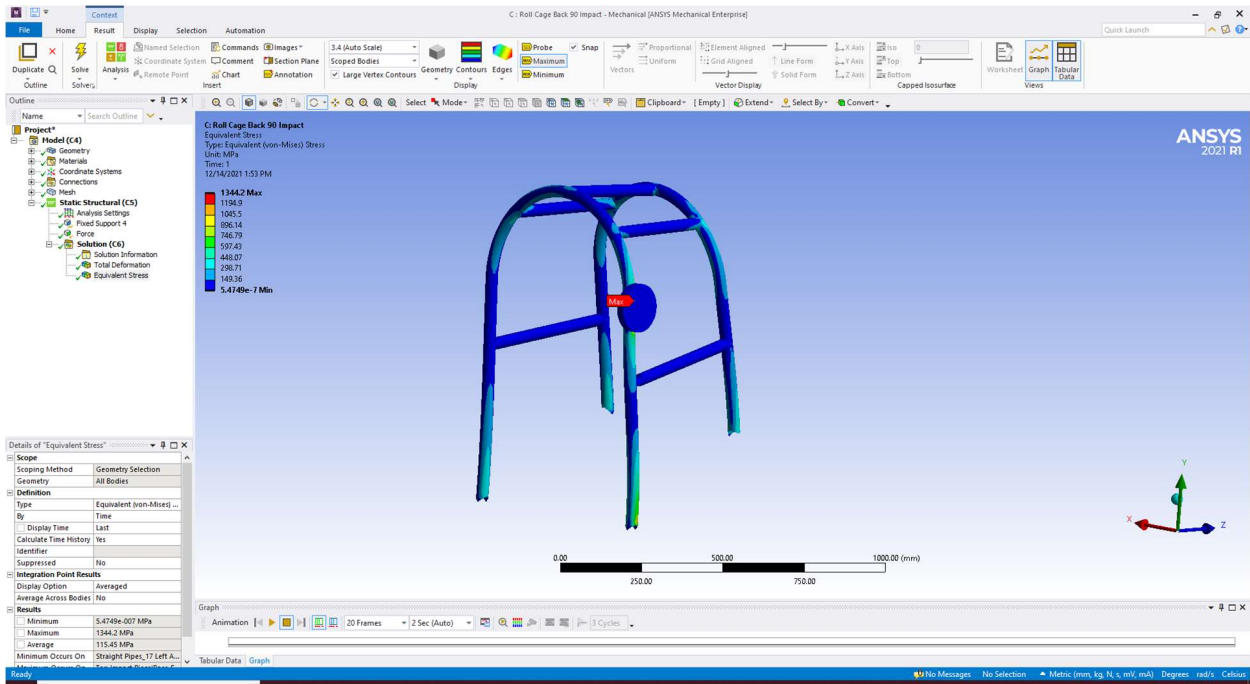 Context
C : Roll Cage Back 90 Impact - Mechanical [ANSYS Mechanical Enterprise]
File Home Result Display Selection Automation
Quick Launch
Duplicate Q
Outline
Solve
Solver
Analysis
Named Selection
Coordinate System
Remote Point
Commands
Comment
Chart
Images
Section Plane
Annotation
Insert
3.4 (Auto Scale)
Scoped Bodies
Large Vertex Contours
Geometry Contours Edges
Display
Probe
Maximum
Minimum
Snap
Vectors
Proportional
Uniform
Element Aligned
Grid Aligned
Line Form
Solid Form
X Axis
Y Axis
Z Axis
Vector Display
Iso
Top
Bottom
0
Capped Isosurface
Worksheet Graph Tabular
Data
Views
Outline
Name Search Outline
Select Mode Clipboard [ Empty ] Extend Select By Convert
Project*
Model (C4)
Geometry
Materials
Coordinate Systems
Connections
Mesh
Static Structural (C5)
Analysis Settings
Fixed Support 4
Force
Solution (C6)
Solution Information
Total Deformation
Equivalent Stress
C: Roll Cage Back 90 Impact
Equivalent Stress
Type: Equivalent (von-Mises) Stress
Unit: MPa
Time: 1
12/14/2021 1:53 PM
1344.2 Max
1194.9
1045.5
896.14
746.79
597.43
448.07
298.71
149.36
5.4749e-7 Min
ANSYS
2021 R1
Max
Y
X
Z
0.00 500.00 1000.00 (mm)
250.00 750.00
Details of "Equivalent Stress"
Scope
Scoping Method Geometry Selection
Geometry All Bodies
Definition
Type Equivalent (von-Mises) ...
By Time
Display Time Last
Calculate Time History Yes
Identifier
Suppressed No
Integration Point Results
Display Option Averaged
Average Across Bodies No
Results
Minimum 5.4749e-007 MPa
Maximum 1344.2 MPa
Average 115.45 MPa
Minimum Occurs On Straight Pipes_17 Left A...
Graph
Animation 20 Frames 2 Sec (Auto) 3 Cycles
Tabular Data Graph
Ready
No Messages No Selection Metric (mm, kg, N, s, mV, mA) Degrees rad/s Celsius